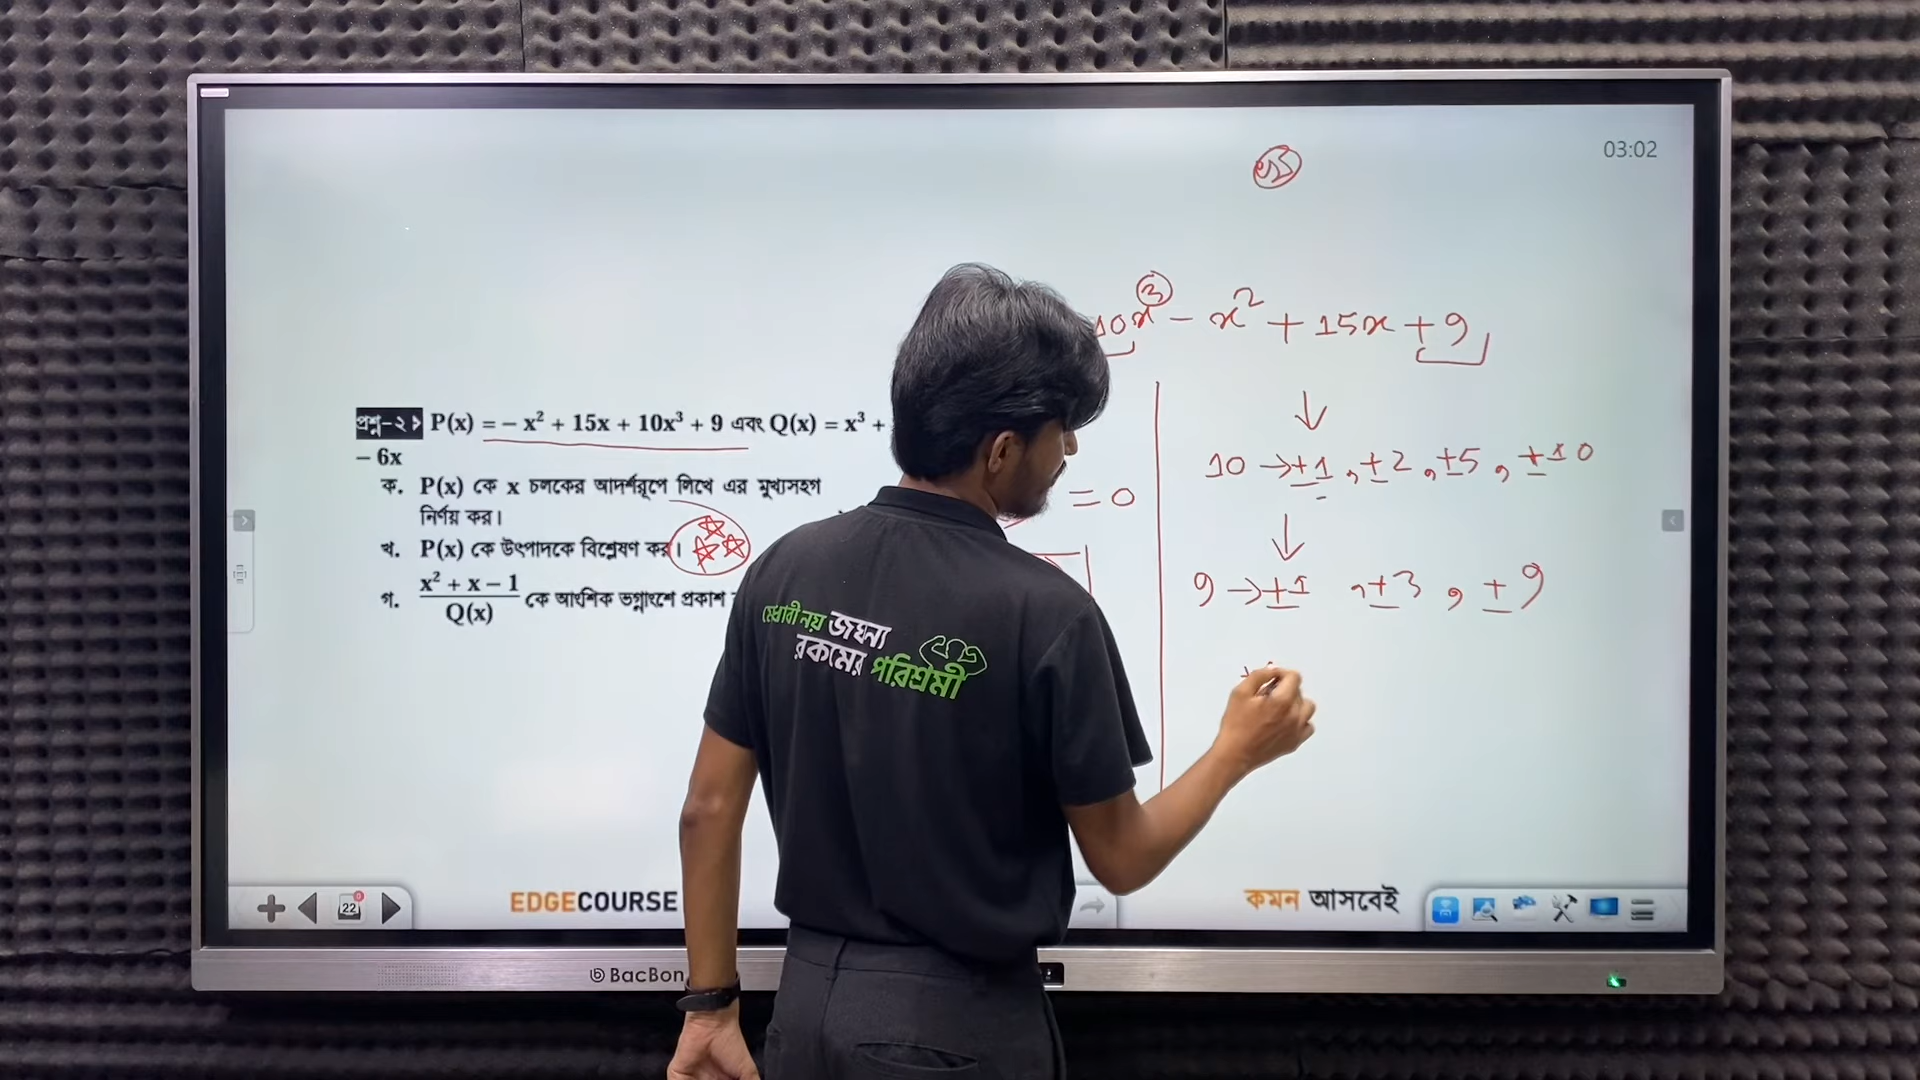 03:02
খ
10x³ - x² + 15x + 9
প্রশ্ন-২ P(x) = – x² + 15x + 10x³ + 9 এবং Q(x) = x³ +
– 6x
ক. P(x) কে x চলকের আদর্শরূপে লিখে এর মুখ্যসহগ
নির্ণয় কর।
খ. P(x) কে উৎপাদকে বিশ্লেষণ কর।
গ. x² + x – 1 / Q(x) কে আংশিক ভগ্নাংশে প্রকাশ
= 0
10 → ±1, ±2, ±5, ±10
9 → ±1, ±3, ±9
মেধাবী নয় জঘন্য
রকমের পরিশ্রমী
22
EDGECOURSE
কমন আসবেই
BacBon